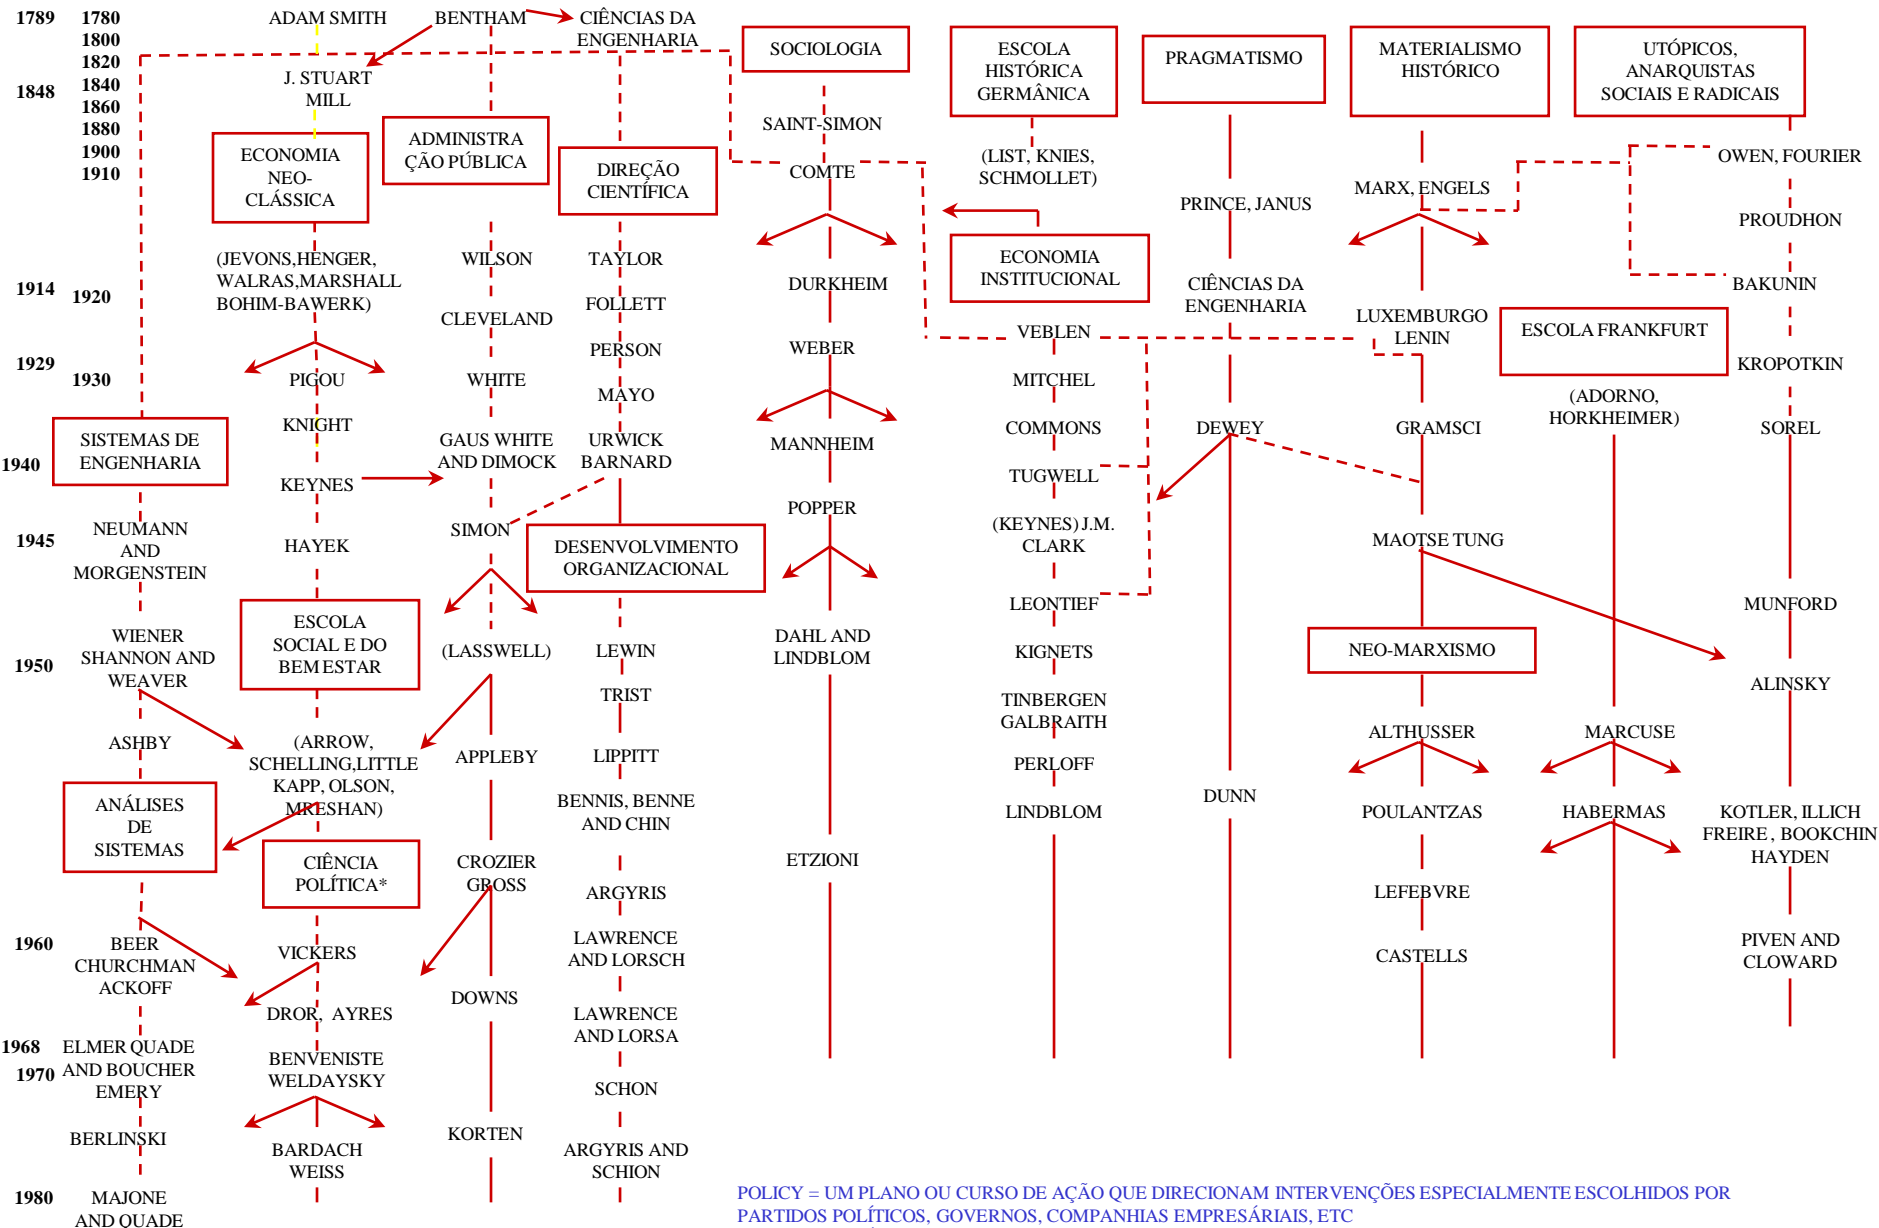 1789
1780
1800
1820
1848
1840
1860
1880
1900
1910
1914
1920
1929
1930
1940
1945
1950
1960
1968
1970
1980
SISTEMAS DE
ENGENHARIA
NEUMANN
AND
MORGENSTEIN
WIENER
SHANNON AND
WEAVER
ASHBY
ANÁLISES
DE
SISTEMAS
BEER
CHURCHMAN
ACKOFF
ELMER QUADE
AND BOUCHER
EMERY
BERLINSKI
MAJONE
AND QUADE
ADAM SMITH
J. STUART
MILL
ECONOMIA
NEO-
CLÁSSICA
(JEVONS,HENGER,
WALRAS,MARSHALL
BOHIM-BAWERK)
PIGOU
KNIGHT
KEYNES
HAYEK
ESCOLA
SOCIAL E DO
BEM ESTAR
(ARROW,
SCHELLING,LITTLE
KAPP, OLSON,
MRESHAN)
CIÊNCIA
POLÍTICA*
VICKERS
DROR, AYRES
BENVENISTE
WELDAYSKY
BARDACH
WEISS
BENTHAM
ADMINISTRA
ÇÃO PÚBLICA
WILSON
CLEVELAND
WHITE
GAUS WHITE
AND DIMOCK
SIMON
(LASSWELL)
APPLEBY
CROZIER
GROSS
DOWNS
KORTEN
CIÊNCIAS DA
ENGENHARIA
DIREÇÃO
CIENTÍFICA
TAYLOR
FOLLETT
PERSON
MAYO
URWICK
BARNARD
DESENVOLVIMENTO
ORGANIZACIONAL
LEWIN
TRIST
LIPPITT
BENNIS, BENNE
AND CHIN
ARGYRIS
LAWRENCE
AND LORSCH
LAWRENCE
AND LORSA
SCHON
ARGYRIS AND
SCHION
SOCIOLOGIA
SAINT-SIMON
COMTE
DURKHEIM
WEBER
MANNHEIM
POPPER
DAHL AND
LINDBLOM
ETZIONI
ESCOLA
HISTÓRICA
GERMÂNICA
(LIST, KNIES,
SCHMOLLET)
ECONOMIA
INSTITUCIONAL
VEBLEN
MITCHEL
COMMONS
TUGWELL
(KEYNES) J.M.
CLARK
LEONTIEF
KIGNETS
TINBERGEN
GALBRAITH
PERLOFF
LINDBLOM
PRAGMATISMO
PRINCE, JANUS
CIÊNCIAS DA
ENGENHARIA
DEWEY
DUNN
MATERIALISMO
HISTÓRICO
MARX, ENGELS
LUXEMBURGO
LENIN
GRAMSCI
MAOTSE TUNG
NEO-MARXISMO
ALTHUSSER
POULANTZAS
LEFEBVRE
CASTELLS
ESCOLA FRANKFURT
(ADORNO,
HORKHEIMER)
MARCUSE
HABERMAS
UTÓPICOS,
ANARQUISTAS
SOCIAIS E RADICAIS
OWEN, FOURIER
PROUDHON
BAKUNIN
KROPOTKIN
SOREL
MUNFORD
ALINSKY
KOTLER, ILLICH
FREIRE , BOOKCHIN
HAYDEN
PIVEN AND
CLOWARD
POLICY = UM PLANO OU CURSO DE AÇÃO QUE DIRECIONAM INTERVENÇÕES ESPECIALMENTE ESCOLHIDOS POR
PARTIDOS POLÍTICOS, GOVERNOS, COMPANHIAS EMPRESÁRIAIS, ETC